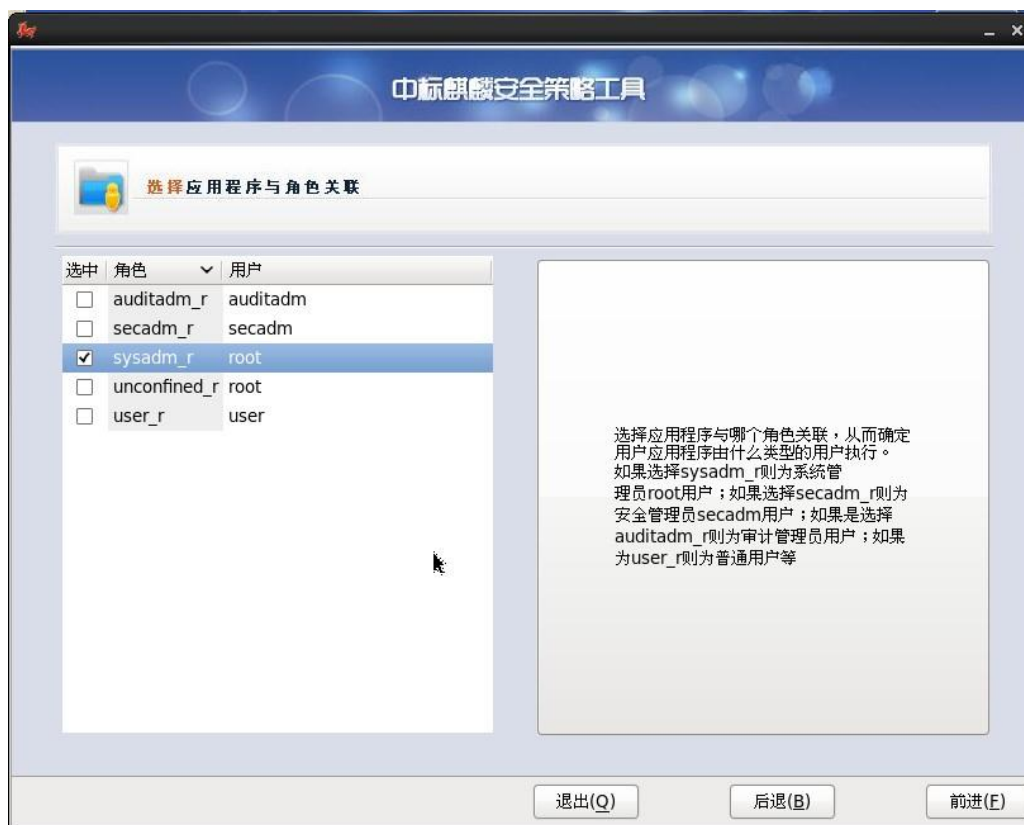 中标麒麟安全策略工具
选择应用程序与角色关联
选中 角色 用户
auditadm_r auditadm
secadm_r secadm
sysadm_r root
unconfined_r root
user_r user
选择应用程序与哪个角色关联，从而确定
用户应用程序由什么类型的用户执行。
如果选择sysadm_r则为系统管
理员root用户；如果选择secadm_r则为
安全管理员secadm用户；如果是选择
auditadm_r则为审计管理员用户；如果
为user_r则为普通用户等
退出(Q) 后退(B) 前进(F)